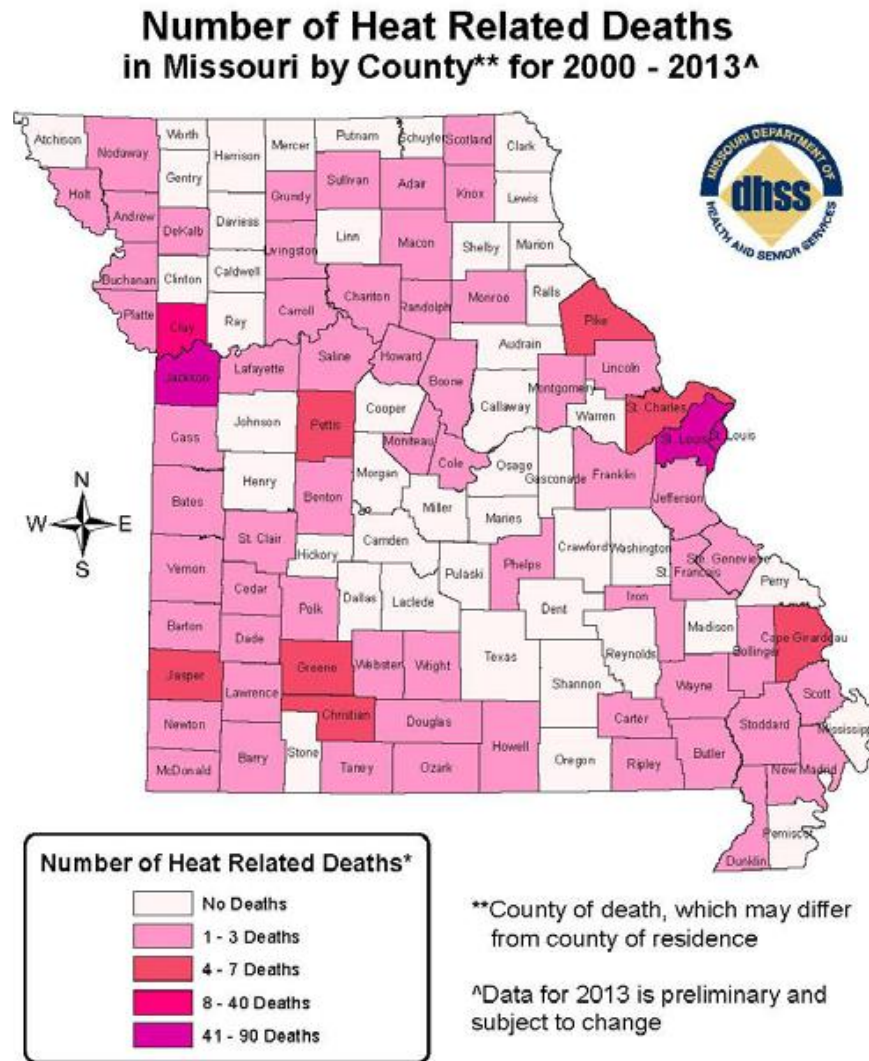 Number of Heat Related Deaths
in Missouri by County** for 2000 - 2013^
MISSOURI DEPARTMENT OF
dhss
HEALTH AND SENIOR SERVICES
Atchison
Nodaway
Worth
Harrison
Mercer
Putnam
Schuyler
Scotland
Clark
Holt
Gentry
Grundy
Sullivan
Adair
Knox
Lewis
Andrew
DeKalb
Daviess
Livingston
Linn
Macon
Shelby
Marion
Buchanan
Clinton
Caldwell
Carroll
Chariton
Randolph
Monroe
Ralls
Platte
Clay
Ray
Pike
Audrain
Jackson
Lafayette
Saline
Howard
Boone
Callaway
Montgomery
Lincoln
Warren
St. Charles
St. Louis
St. Louis
Cass
Johnson
Pettis
Cooper
Moniteau
Cole
Osage
Gasconade
Franklin
Jefferson
Bates
Henry
Benton
Morgan
Miller
Maries
N
W
E
S
Vernon
St. Clair
Hickory
Camden
Pulaski
Phelps
Crawford
Washington
St. Francois
Ste. Genevieve
Perry
Cedar
Polk
Dallas
Laclede
Dent
Iron
Madison
Bollinger
Cape Girardeau
Barton
Dade
Texas
Reynolds
Shannon
Wayne
Scott
Jasper
Greene
Webster
Wright
Lawrence
Christian
Douglas
Carter
Stoddard
Mississippi
Newton
Howell
Butler
McDonald
Barry
Stone
Taney
Ozark
Oregon
Ripley
New Madrid
Pemiscot
Dunklin
Number of Heat Related Deaths*
No Deaths
1 - 3 Deaths
4 - 7 Deaths
8 - 40 Deaths
41 - 90 Deaths
**County of death, which may differ
from county of residence
^Data for 2013 is preliminary and
subject to change